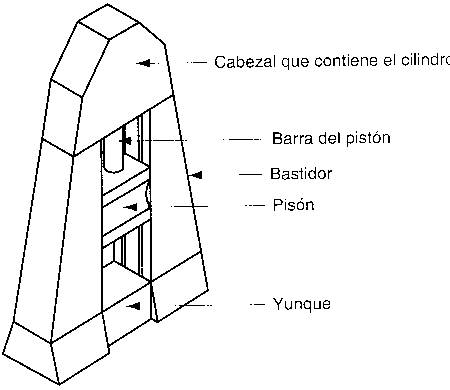 Cabezal que contiene el cilindro
Barra del pistón
Bastidor
Pisón
Yunque